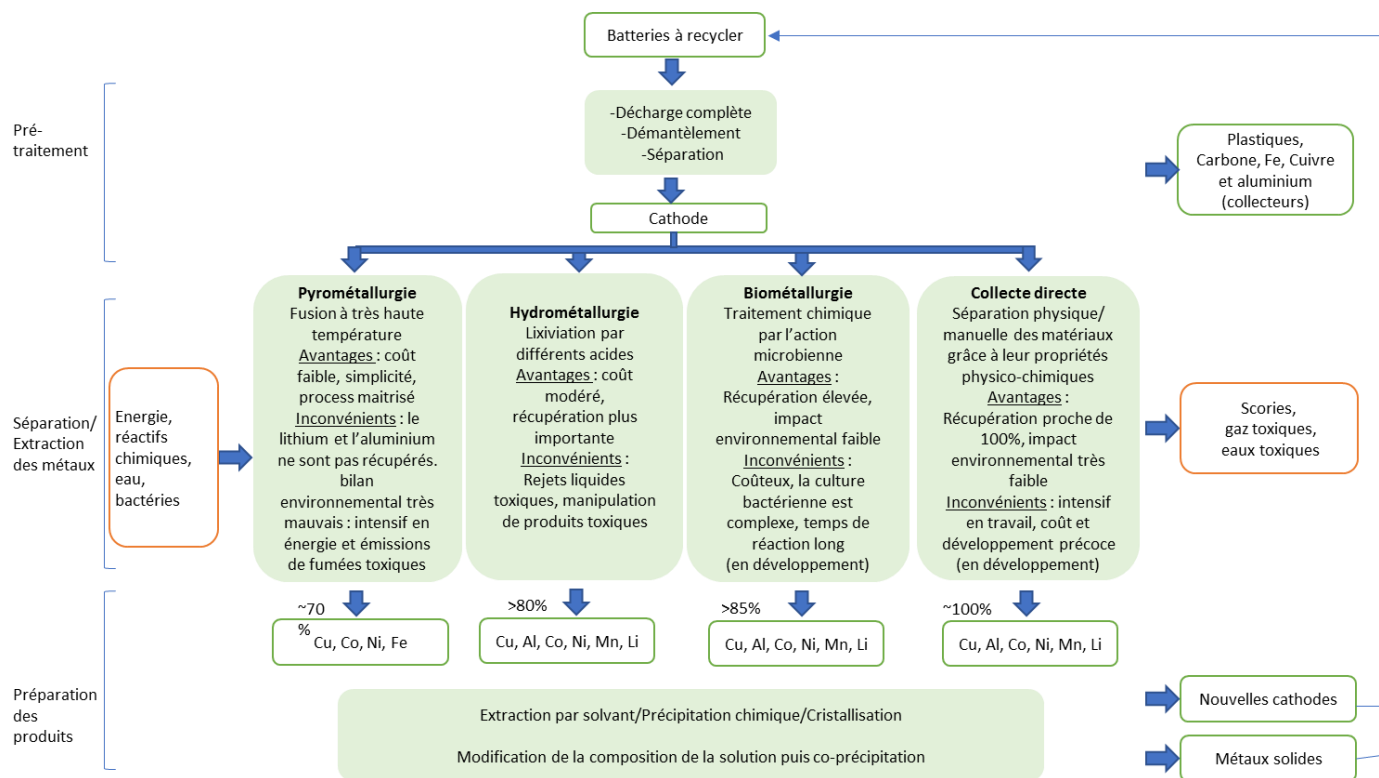 Batteries à recycler
Pré-
traitement
-Décharge complète
-Démantèlement
-Séparation
Plastiques,
Carbone, Fe, Cuivre
et aluminium
(collecteurs)
Cathode
Séparation/
Extraction
des métaux
Energie,
réactifs
chimiques,
eau,
bactéries
Pyrométallurgie
Fusion à très haute
température
Avantages : coût
faible, simplicité,
process maitrisé
Inconvénients : le
lithium et l’aluminium
ne sont pas récupérés.
bilan
environnemental très
mauvais : intensif en
énergie et émissions
de fumées toxiques
Hydrométallurgie
Lixiviation par
différents acides
Avantages : coût
modéré,
récupération plus
importante
Inconvénients :
Rejets liquides
toxiques, manipulation
de produits toxiques
Biométallurgie
Traitement chimique
par l’action
microbienne
Avantages :
Récupération élevée,
impact
environmental faible
Inconvénients :
Coûteux, la culture
bactérienne est
complexe, temps de
réaction long
(en développement)
Collecte directe
Séparation physique/
manuelle des matériaux
grâce à leur propriétés
physico-chimiques
Avantages :
Récupération proche de
100%, impact
environmental très
faible
Inconvénients : intensif
en travail, coût et
développement précoce
(en développement)
Scories,
gaz toxiques,
eaux toxiques
~70
%
Cu, Co, Ni, Fe
>80%
Cu, Al, Co, Ni, Mn, Li
>85%
Cu, Al, Co, Ni, Mn, Li
~100%
Cu, Al, Co, Ni, Mn, Li
Préparation
des
produits
Extraction par solvant/Précipitation chimique/Cristallisation
Modification de la composition de la solution puis co-précipitation
Nouvelles cathodes
Métaux solides